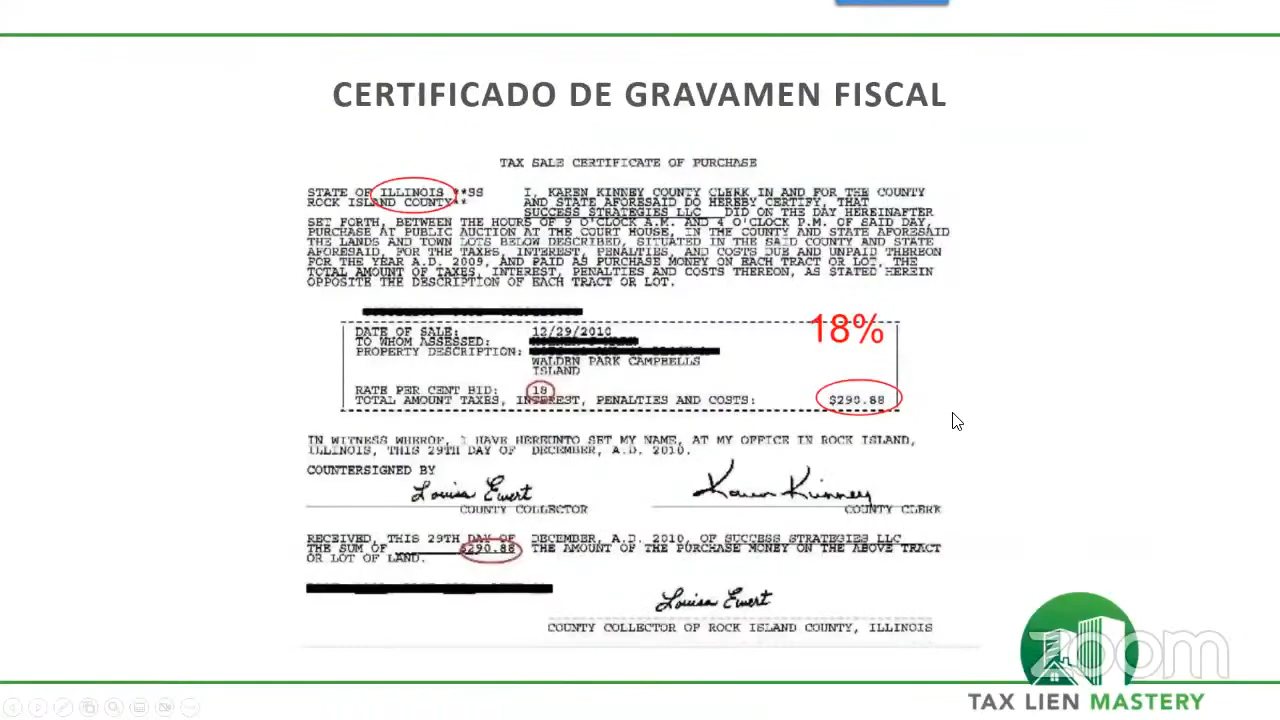 CERTIFICADO DE GRAVAMEN FISCAL
TAX SALE CERTIFICATE OF PURCHASE
STATE OF ILLINOIS **SS I, KAREN KINNEY COUNTY CLERK IN AND FOR THE COUNTY
ROCK ISLAND COUNTY** AND STATE AFORESAID DO HEREBY CERTIFY, THAT
SUCCESS STRATEGIES LLC DID ON THE DAY HEREINAFTER
SET FORTH, BETWEEN THE HOURS OF 9 O'CLOCK A.M. AND 4 O'CLOCK P.M. OF SAID DAY,
PURCHASE AT PUBLIC AUCTION AT THE COURT HOUSE, IN THE COUNTY AND STATE AFORESAID
THE LANDS AND TOWN LOTS BELOW DESCRIBED, SITUATED IN THE SAID COUNTY AND STATE
AFORESAID, FOR THE TAXES, INTEREST, PENALTIES, AND COSTS DUE AND UNPAID THEREON
FOR THE YEAR A.D. 2009, AND PAID AS PURCHASE MONEY ON EACH TRACT OR LOT, THE
TOTAL AMOUNT OF TAXES, INTEREST, PENALTIES AND COSTS THEREON, AS STATED HEREIN
OPPOSITE THE DESCRIPTION OF EACH TRACT OR LOT.
18%
DATE OF SALE: 12/29/2010
TO WHOM ASSESSED:
PROPERTY DESCRIPTION:
WALDEN PARK CAMPBELLS
ISLAND
RATE PER CENT BID: 18
TOTAL AMOUNT TAXES, INTEREST, PENALTIES AND COSTS: $290.88
IN WITNESS WHEROF, I HAVE HEREUNTO SET MY NAME, AT MY OFFICE IN ROCK ISLAND,
ILLINOIS, THIS 29TH DAY OF DECEMBER, A.D. 2010.
COUNTERSIGNED BY
Louisa Ewert Karen Kinney
COUNTY COLLECTOR COUNTY CLERK
RECEIVED, THIS 29TH DAY OF DECEMBER, A.D. 2010, OF SUCCESS STRATEGIES LLC
THE SUM OF $290.88 THE AMOUNT OF THE PURCHASE MONEY ON THE ABOVE TRACT
OR LOT OF LAND.
Louisa Ewert
COUNTY COLLECTOR OF ROCK ISLAND COUNTY, ILLINOIS
zoom
TAX LIEN MASTERY